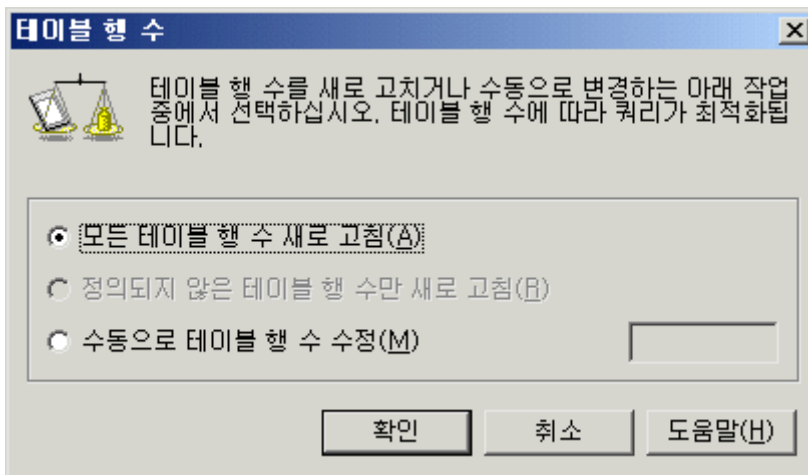 테이블 행 수
테이블 행 수를 새로 고치거나 수동으로 변경하는 아래 작업
중에서 선택하십시오. 테이블 행 수에 따라 쿼리가 최적화됩
니다.
모든 테이블 행 수 새로 고침(A)
정의되지 않은 테이블 행 수만 새로 고침(R)
수동으로 테이블 행 수 수정(M)
확인 취소 도움말(H)